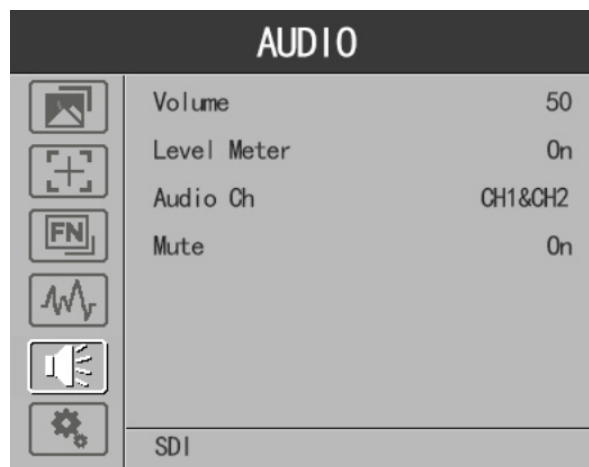 AUDIO
Volume 50
Level Meter On
Audio Ch CH1&CH2
FN
Mute On
SDI